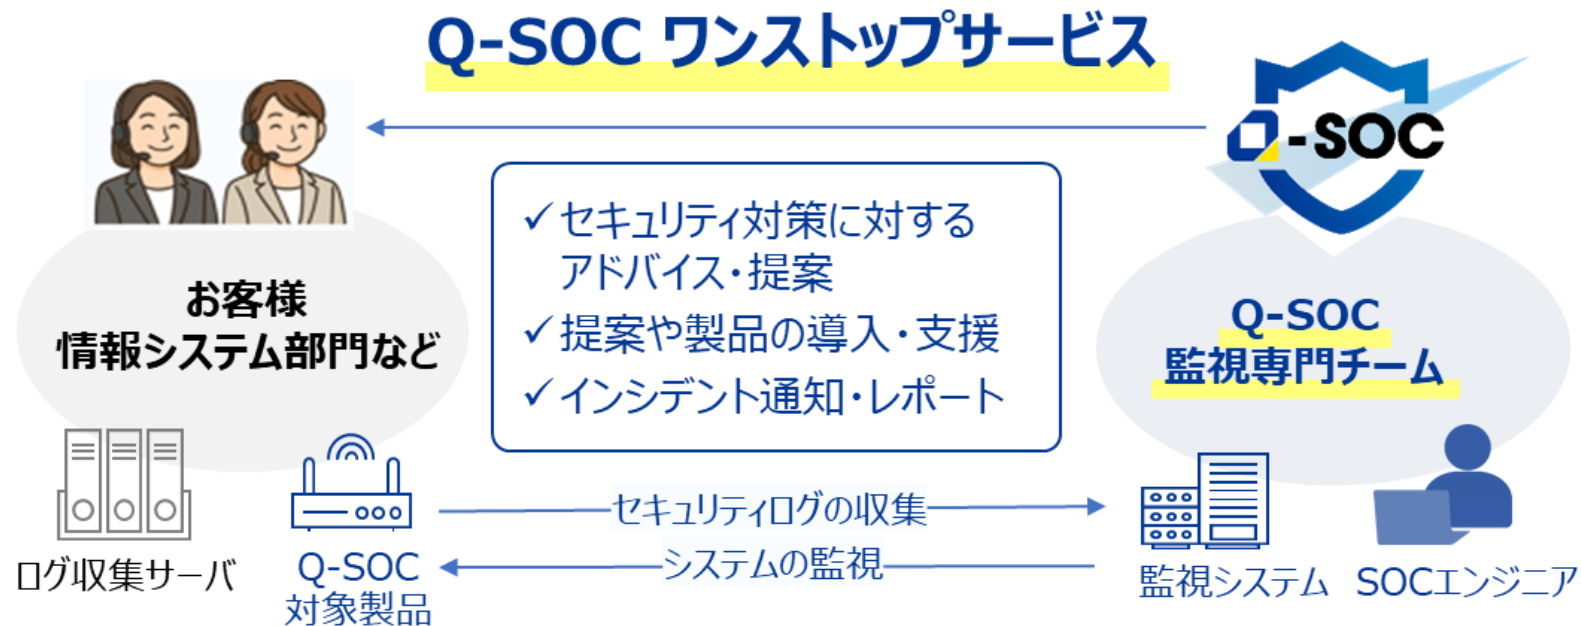 Q-SOC ワンストップサービス
Q-SOC
✓セキュリティ対策に対する
アドバイス・提案
✓提案や製品の導入・支援
✓インシデント通知・レポート
お客様
情報システム部門など
Q-SOC
監視専門チーム
セキュリティログの収集
システムの監視
ログ収集サーバ
Q-SOC
対象製品
監視システム
SOCエンジニア